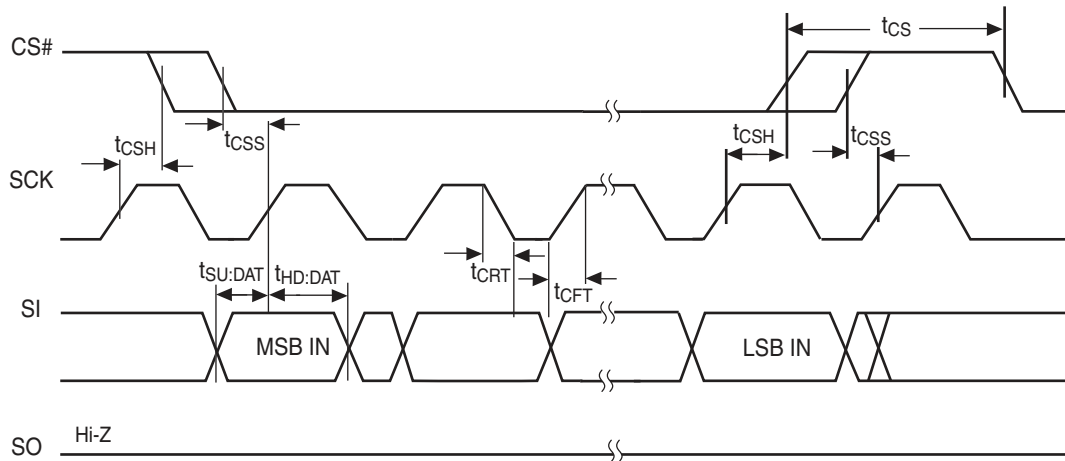 CS#
tCS
tCSH
tCSS
tCSH
tCSS
SCK
tCRT
tCFT
tSU:DAT
tHD:DAT
SI
MSB IN
LSB IN
SO
Hi-Z